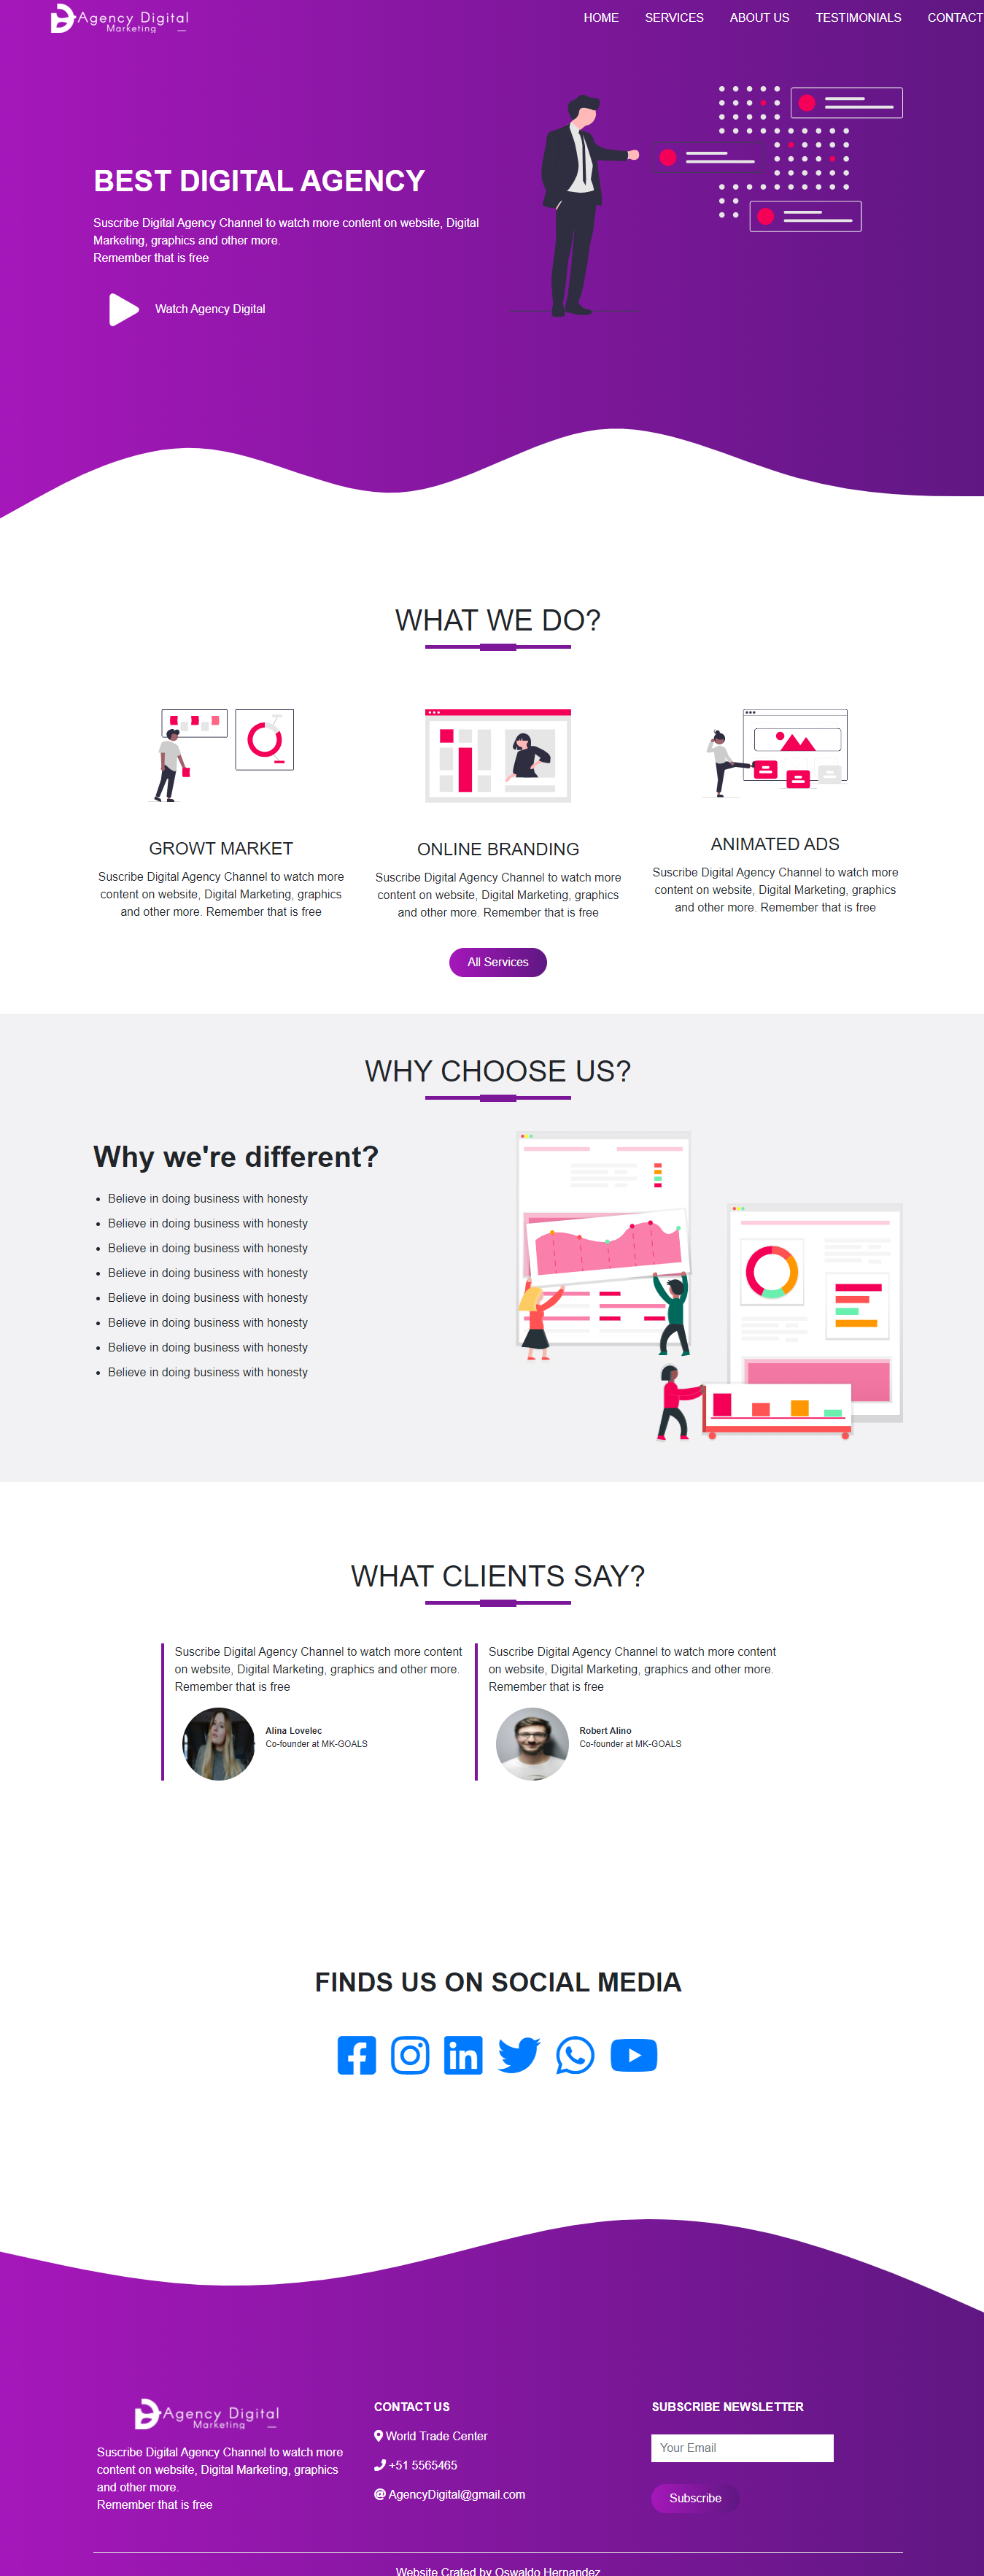 Agency Digital
Marketing
HOME SERVICES ABOUT US TESTIMONIALS CONTACT
BEST DIGITAL AGENCY
Suscribe Digital Agency Channel to watch more content on website, Digital
Marketing, graphics and other more.
Remember that is free
Watch Agency Digital
WHAT WE DO?
GROWT MARKET
Suscribe Digital Agency Channel to watch more
content on website, Digital Marketing, graphics
and other more. Remember that is free
ONLINE BRANDING
Suscribe Digital Agency Channel to watch more
content on website, Digital Marketing, graphics
and other more. Remember that is free
ANIMATED ADS
Suscribe Digital Agency Channel to watch more
content on website, Digital Marketing, graphics
and other more. Remember that is free
All Services
WHY CHOOSE US?
Why we're different?
Believe in doing business with honesty
Believe in doing business with honesty
Believe in doing business with honesty
Believe in doing business with honesty
Believe in doing business with honesty
Believe in doing business with honesty
Believe in doing business with honesty
Believe in doing business with honesty
WHAT CLIENTS SAY?
Suscribe Digital Agency Channel to watch more content
on website, Digital Marketing, graphics and other more.
Remember that is free
Alina Lovelec
Co-founder at MK-GOALS
Suscribe Digital Agency Channel to watch more content
on website, Digital Marketing, graphics and other more.
Remember that is free
Robert Alino
Co-founder at MK-GOALS
FINDS US ON SOCIAL MEDIA
Agency Digital
Marketing
Suscribe Digital Agency Channel to watch more
content on website, Digital Marketing, graphics
and other more.
Remember that is free
CONTACT US
World Trade Center
+51 5565465
AgencyDigital@gmail.com
SUBSCRIBE NEWSLETTER
Your Email
Subscribe
Website Crated by Oswaldo Hernandez